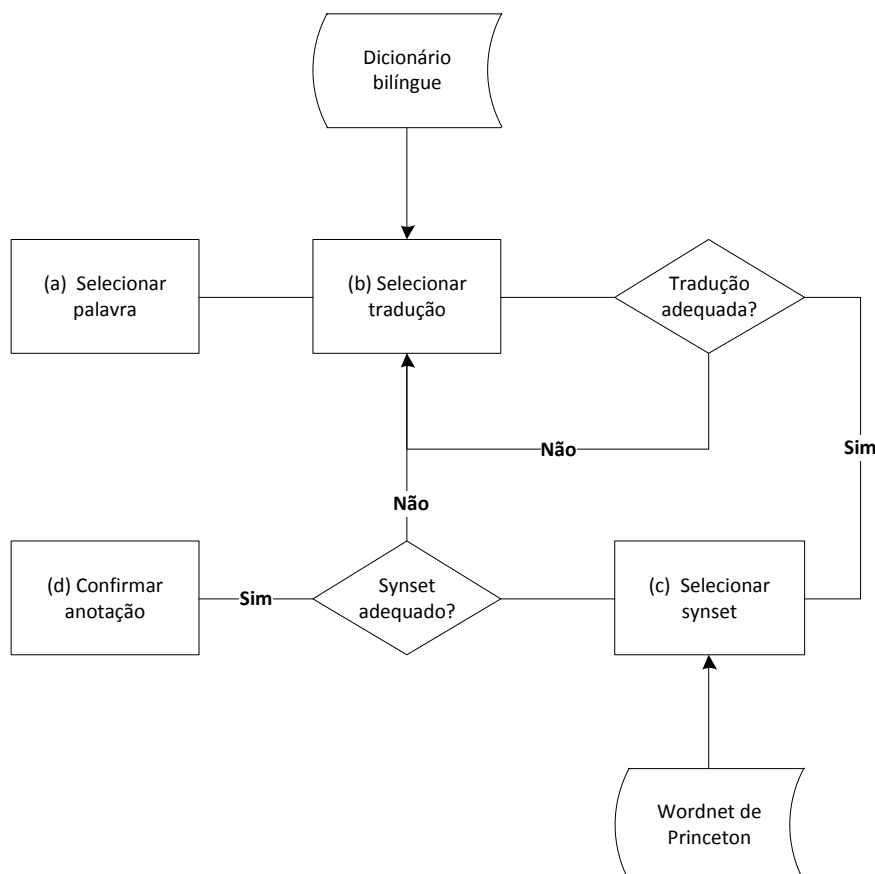 Dicionário
bilíngue
(a) Selecionar
palavra
(b) Selecionar
tradução
Tradução
adequada?
Não
Sim
Não
(d) Confirmar
anotação
Sim
Synset
adequado?
(c) Selecionar
synset
Wordnet de
Princeton